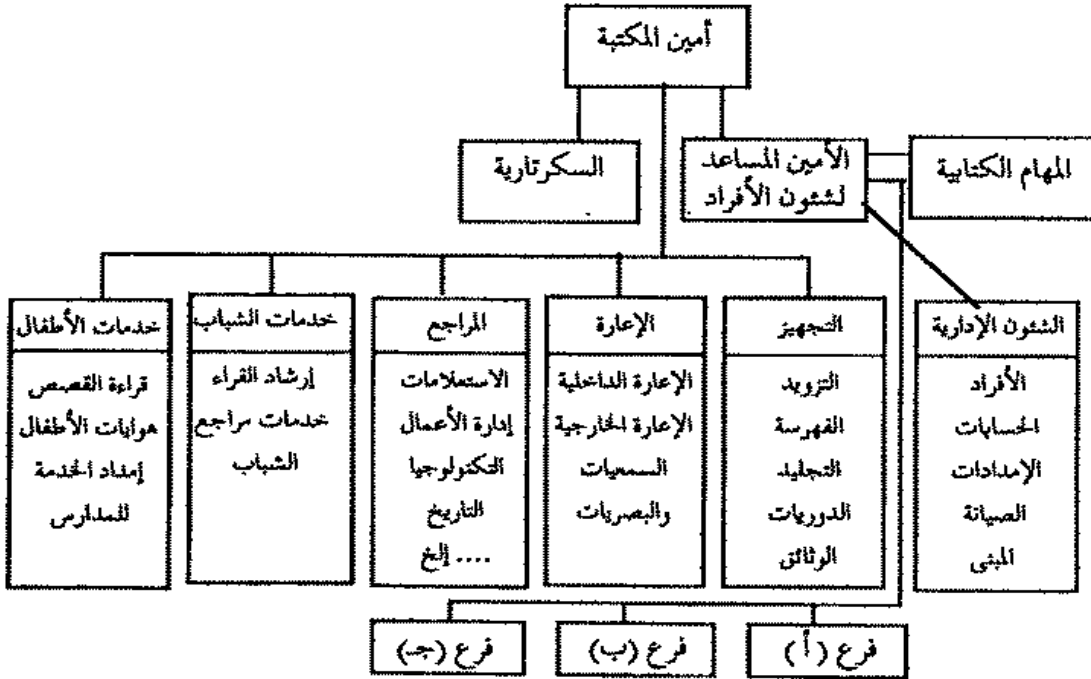 أمين المكتبة
المهام الكتابية
الأمين المساعد
لشئون الأفراد
السكرتارية
الشئون الإدارية
الأفراد
الحسابات
الإمدادات
الصيانة
المبنى
التجهيز
التزويد
الفهرسة
التجليد
الدوريات
الوثائق
الإعارة
الإعارة الداخلية
الإعارة الخارجية
السمعيات
والبصريات
المراجع
الاستعلامات
إدارة الأعمال
التكنولوجيا
التاريخ
.... إلخ
خدمات الشباب
إرشاد القراء
خدمات مراجع
الشباب
خدمات الأطفال
قراءة القصص
هوايات الأطفال
إمداد الخدمة
للمدارس
فرع (أ)
فرع (ب)
فرع (جـ)